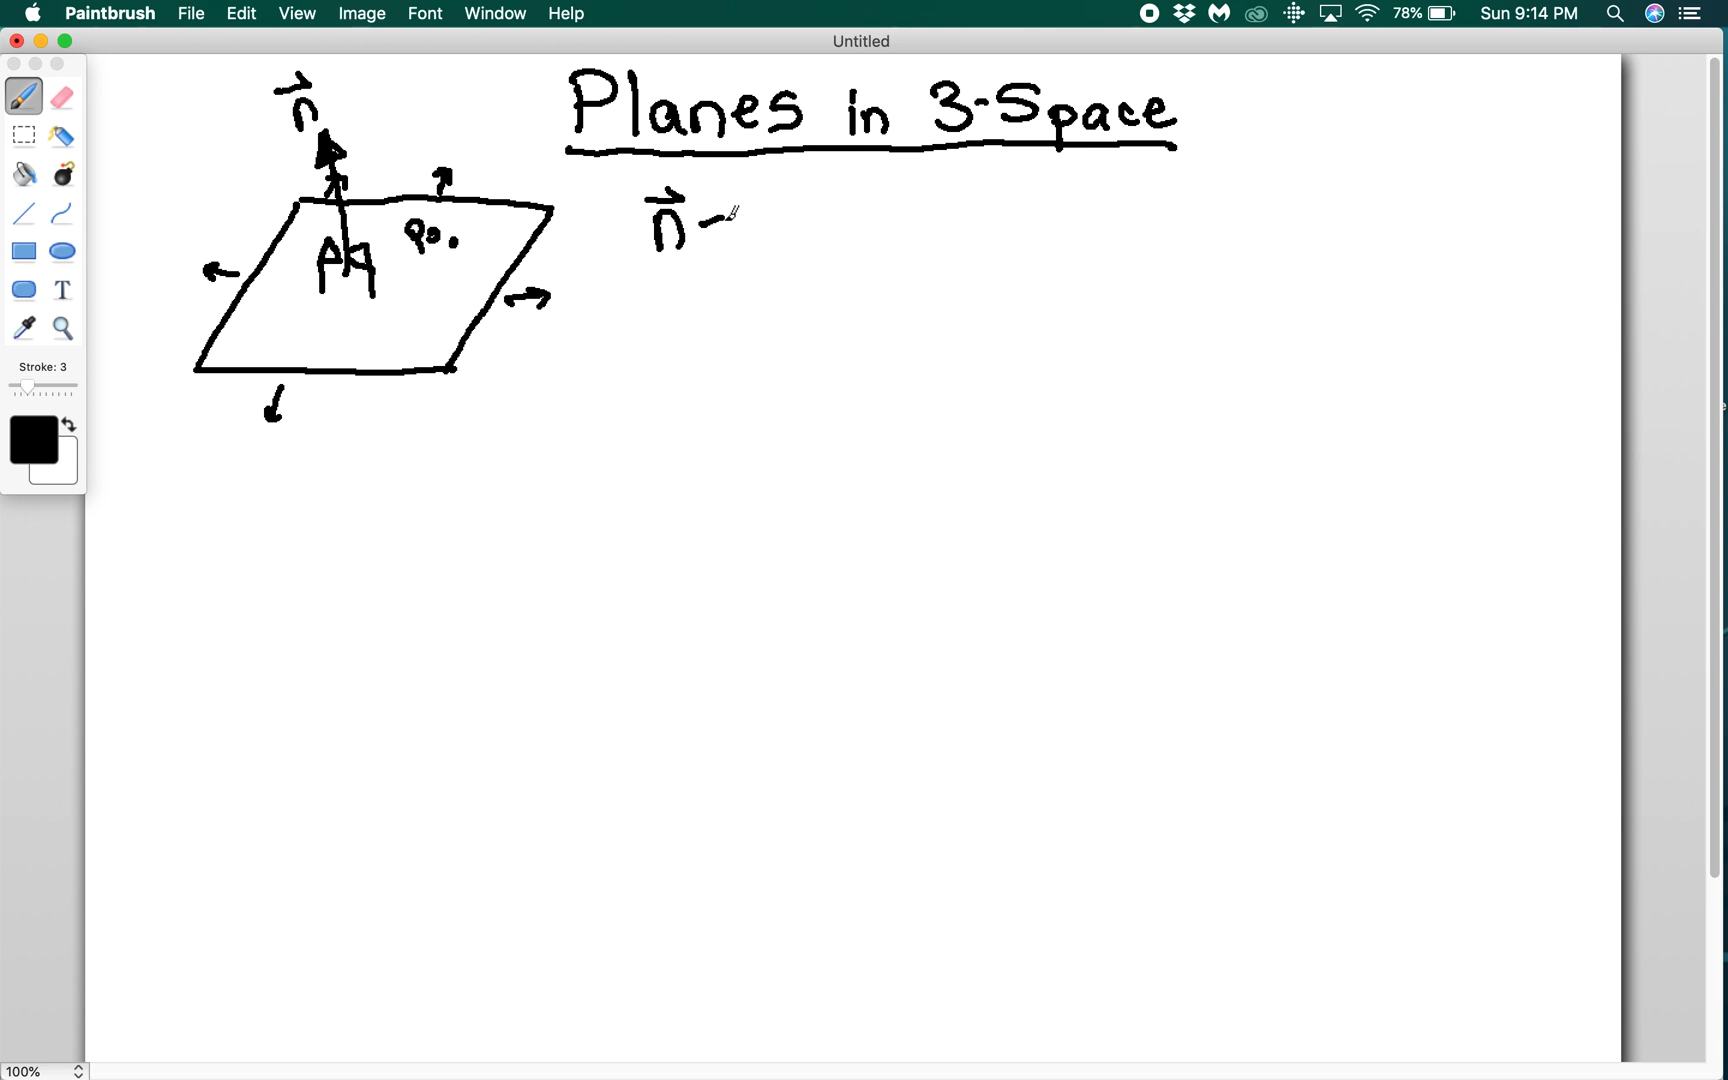 Paintbrush File Edit View Image Font Window Help 78% Sun 9:14 PM
Untitled
n⃗
Planes in 3-Space
n⃗ -
P₀.
T
Stroke: 3
100%